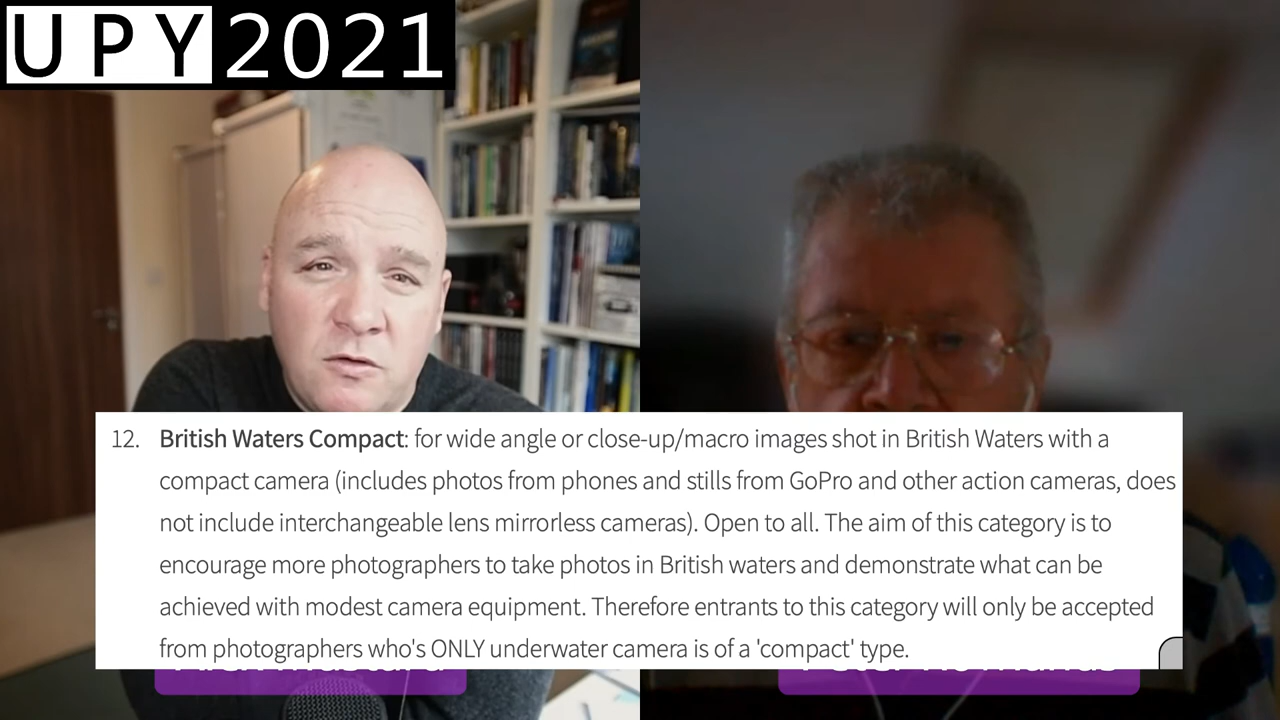 UPY2021
12. British Waters Compact: for wide angle or close-up/macro images shot in British Waters with a
compact camera (includes photos from phones and stills from GoPro and other action cameras, does
not include interchangeable lens mirrorless cameras). Open to all. The aim of this category is to
encourage more photographers to take photos in British waters and demonstrate what can be
achieved with modest camera equipment. Therefore entrants to this category will only be accepted
from photographers who's ONLY underwater camera is of a 'compact' type.